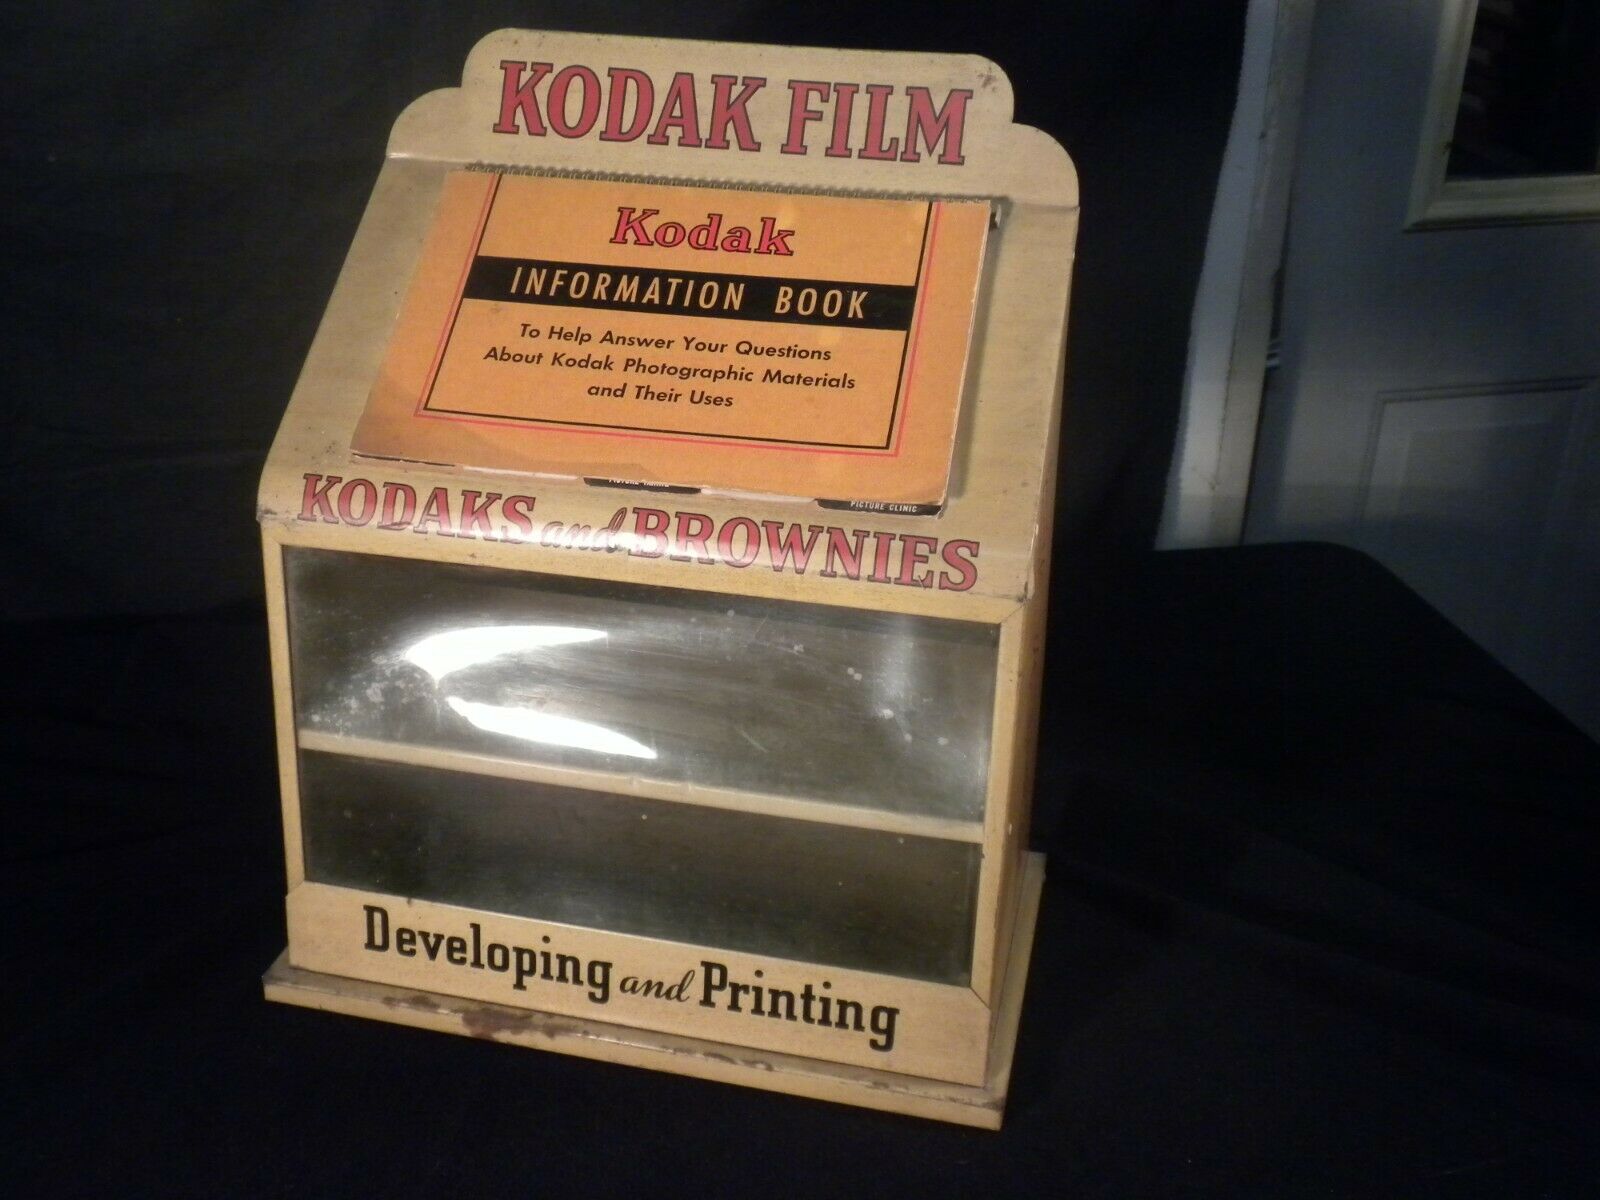 KODAK FILM
Kodak
INFORMATION BOOK
To Help Answer Your Questions
About Kodak Photographic Materials
and Their Uses
PICTURE CLINIC
KODAKS and BROWNIES
Developing and Printing